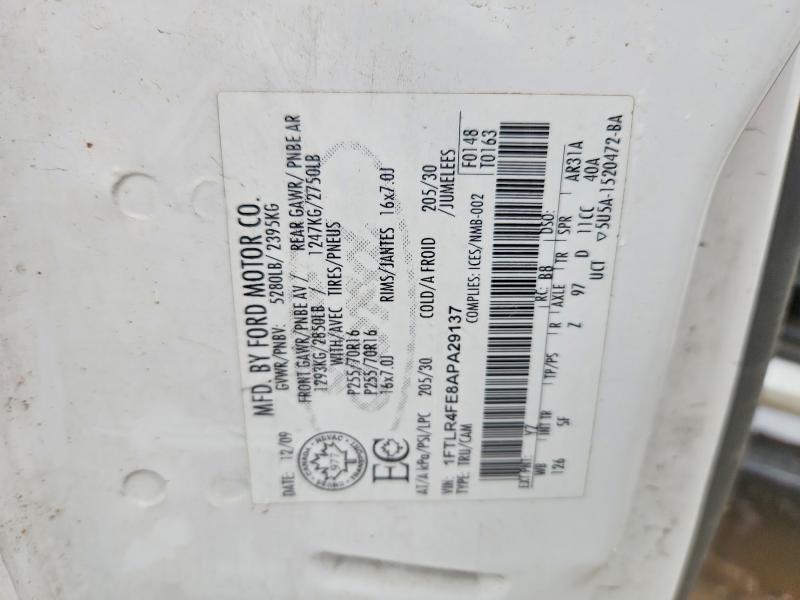 MFD. BY FORD MOTOR CO.
DATE: 12/09
GVWR/PNBV: 5280LB/ 2395KG
FRONT GAWR/PNBE AV/ REAR GAWR/ PNBE AR
1293KG/2850LB / 1247KG/2750LB
WITH/AVEC TIRES/PNEUS
P255/70R16
P255/70R16 RIMS/JANTES 16x7.0J
16x7.0J
AT/A kPa/PSI/LPC 205/30 COLD/A FROID 205/30
/JUMELEES
VIN: 1FTLR4FE8APA29137
TYPE: TRU/CAM COMPLIES: ICES/NMB-002
F0148
T0163
EXT PNT: YZ RC: B8 DSO:
WB INT TR TP/PS R AXLE TR SPR AR31A
126 SF Z 97 D 11CC 40A
UCT ▽5U5A-1520472-BA
977
EC